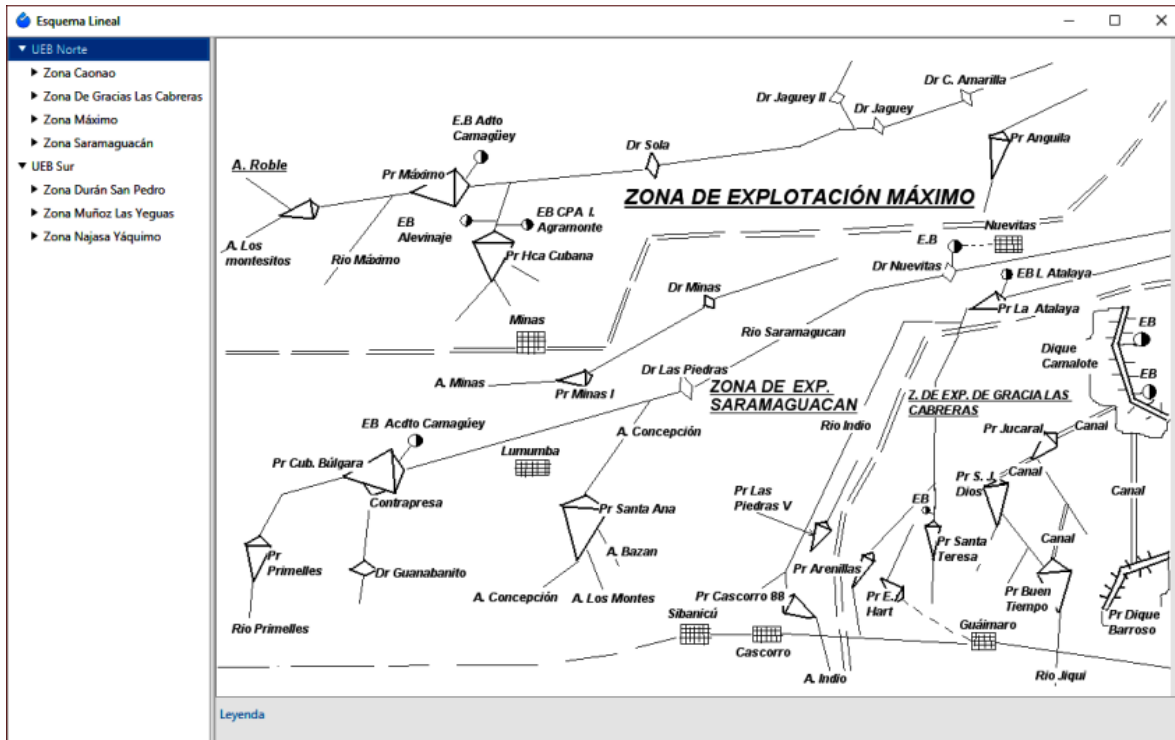 Esquema Lineal
UEB Norte
Zona Caonao
Zona De Gracias Las Cabreras
Zona Máximo
Zona Saramaguacán
UEB Sur
Zona Durán San Pedro
Zona Muñoz Las Yeguas
Zona Najasa Yáquimo
Dr C. Amarilla
Dr Jaguey II
Dr Jaguey
E.B Adto
Camagüey
Dr Sola
Pr Anguila
A. Roble
Pr Máximo
ZONA DE EXPLOTACIÓN MÁXIMO
EB
Alevinaje
EB CPA I.
Agramonte
Nuevitas
E.B
A. Los
montesitos
Rio Máximo
Pr Hca Cubana
Dr Nuevitas
EB L Atalaya
Dr Minas
Pr La Atalaya
Minas
Rio Saramagucan
EB
Dique
Camalote
A. Minas
Pr Minas I
Dr Las Piedras
EB
ZONA DE EXP.
SARAMAGUACAN
Z. DE EXP. DE GRACIA LAS
CABRERAS
EB Acdto Camagüey
A. Concepción
Rio Indio
Pr Jucaral
Canal
Pr Cub. Búlgara
Lumumba
Canal
Pr S. J.
Dios
Contrapresa
Pr Las
Piedras V
Canal
EB
Pr Santa Ana
Pr Santa
Teresa
Canal
A. Bazan
Pr
Primelles
Dr Guanabanito
Pr Arenillas
A. Concepción
A. Los Montes
Pr Cascorro 88
Pr E.
Hart
Pr Buen
Tiempo
Pr Dique
Barroso
Rio Primelles
Sibanicú
Guáimaro
Cascorro
A. Indio
Rio Jiqui
Leyenda